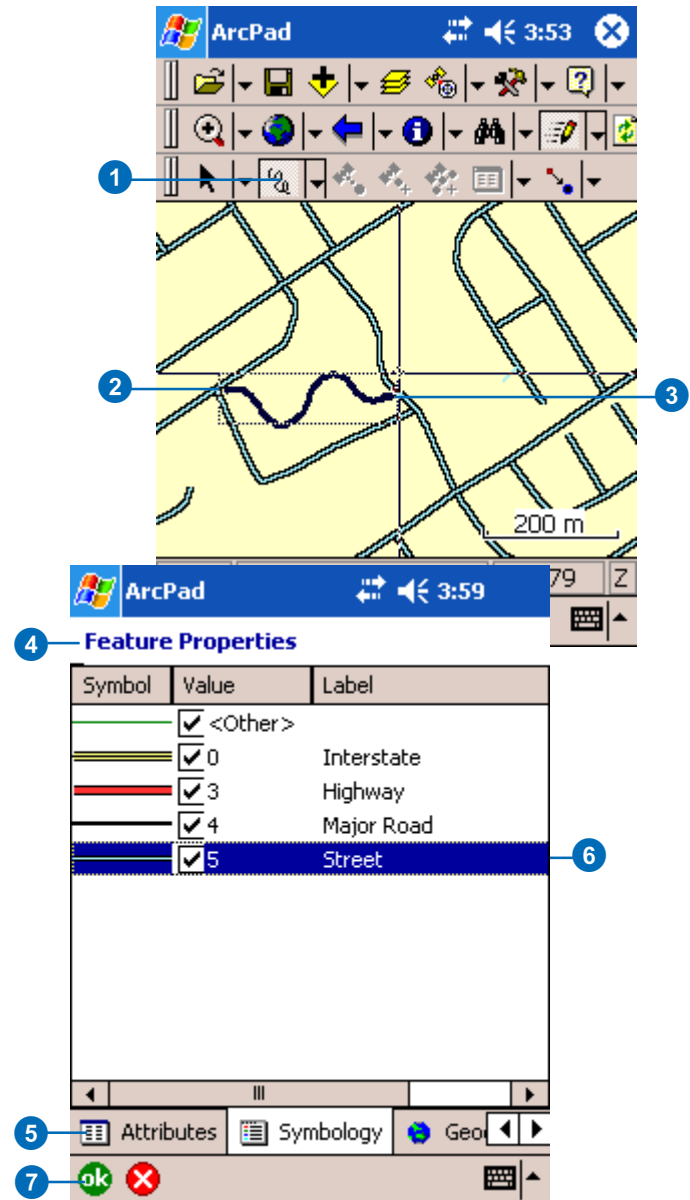 ArcPad 3:53
1
2
3
200 m
79 Z
ArcPad 3:59
4 Feature Properties
Symbol Value Label
<Other>
0 Interstate
3 Highway
4 Major Road
5 Street 6
5 Attributes Symbology Geo
7 ok